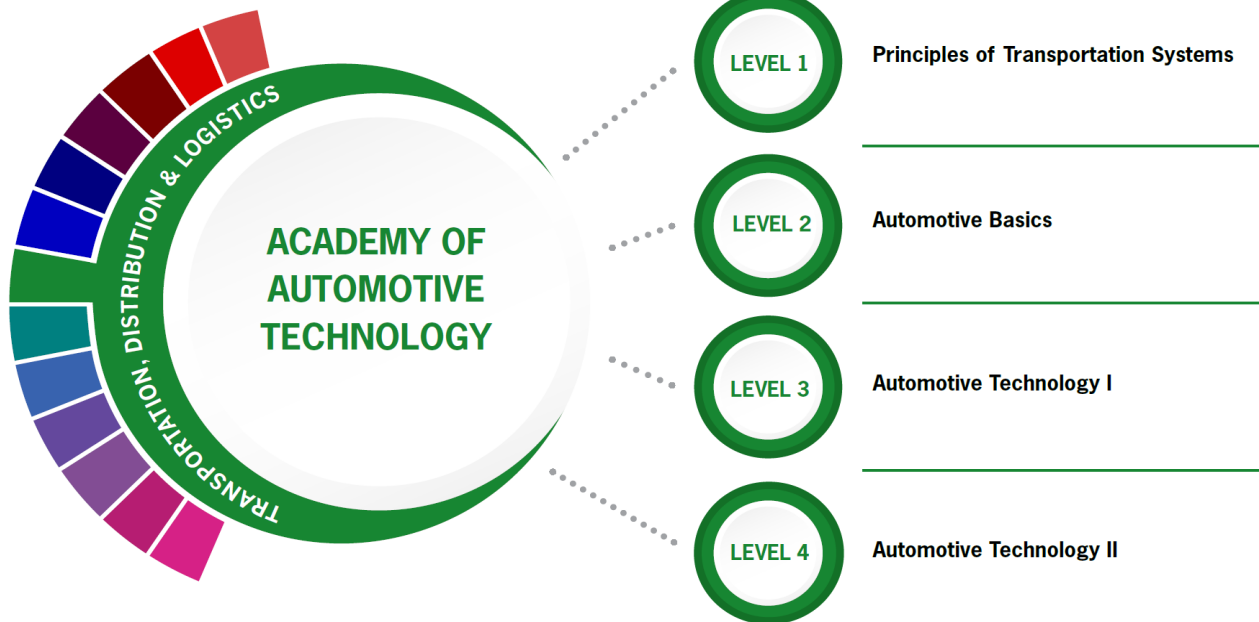 TRANSPORTATION, DISTRIBUTION & LOGISTICS
ACADEMY OF
AUTOMOTIVE
TECHNOLOGY
LEVEL 1
Principles of Transportation Systems
LEVEL 2
Automotive Basics
LEVEL 3
Automotive Technology I
LEVEL 4
Automotive Technology II